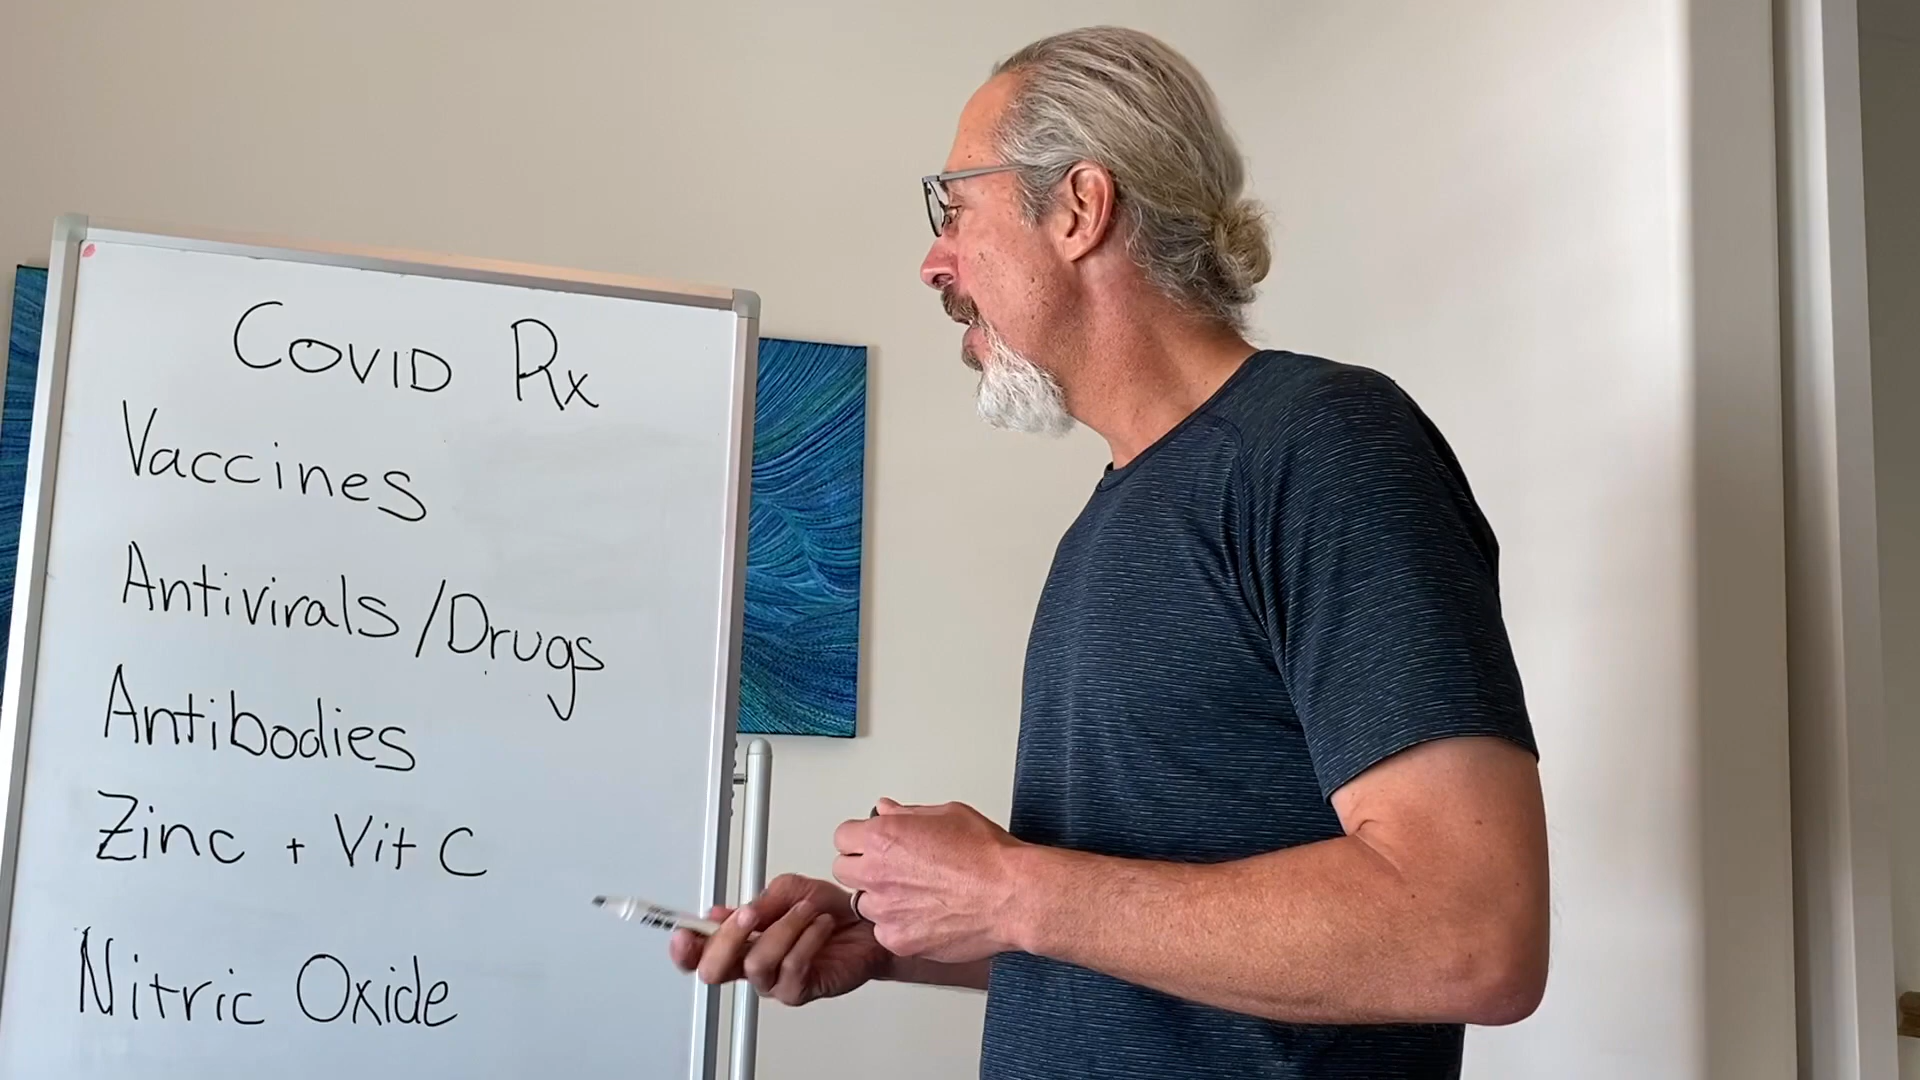 Covid Rx
Vaccines
Antivirals/Drugs
Antibodies
Zinc + Vit C
Nitric Oxide